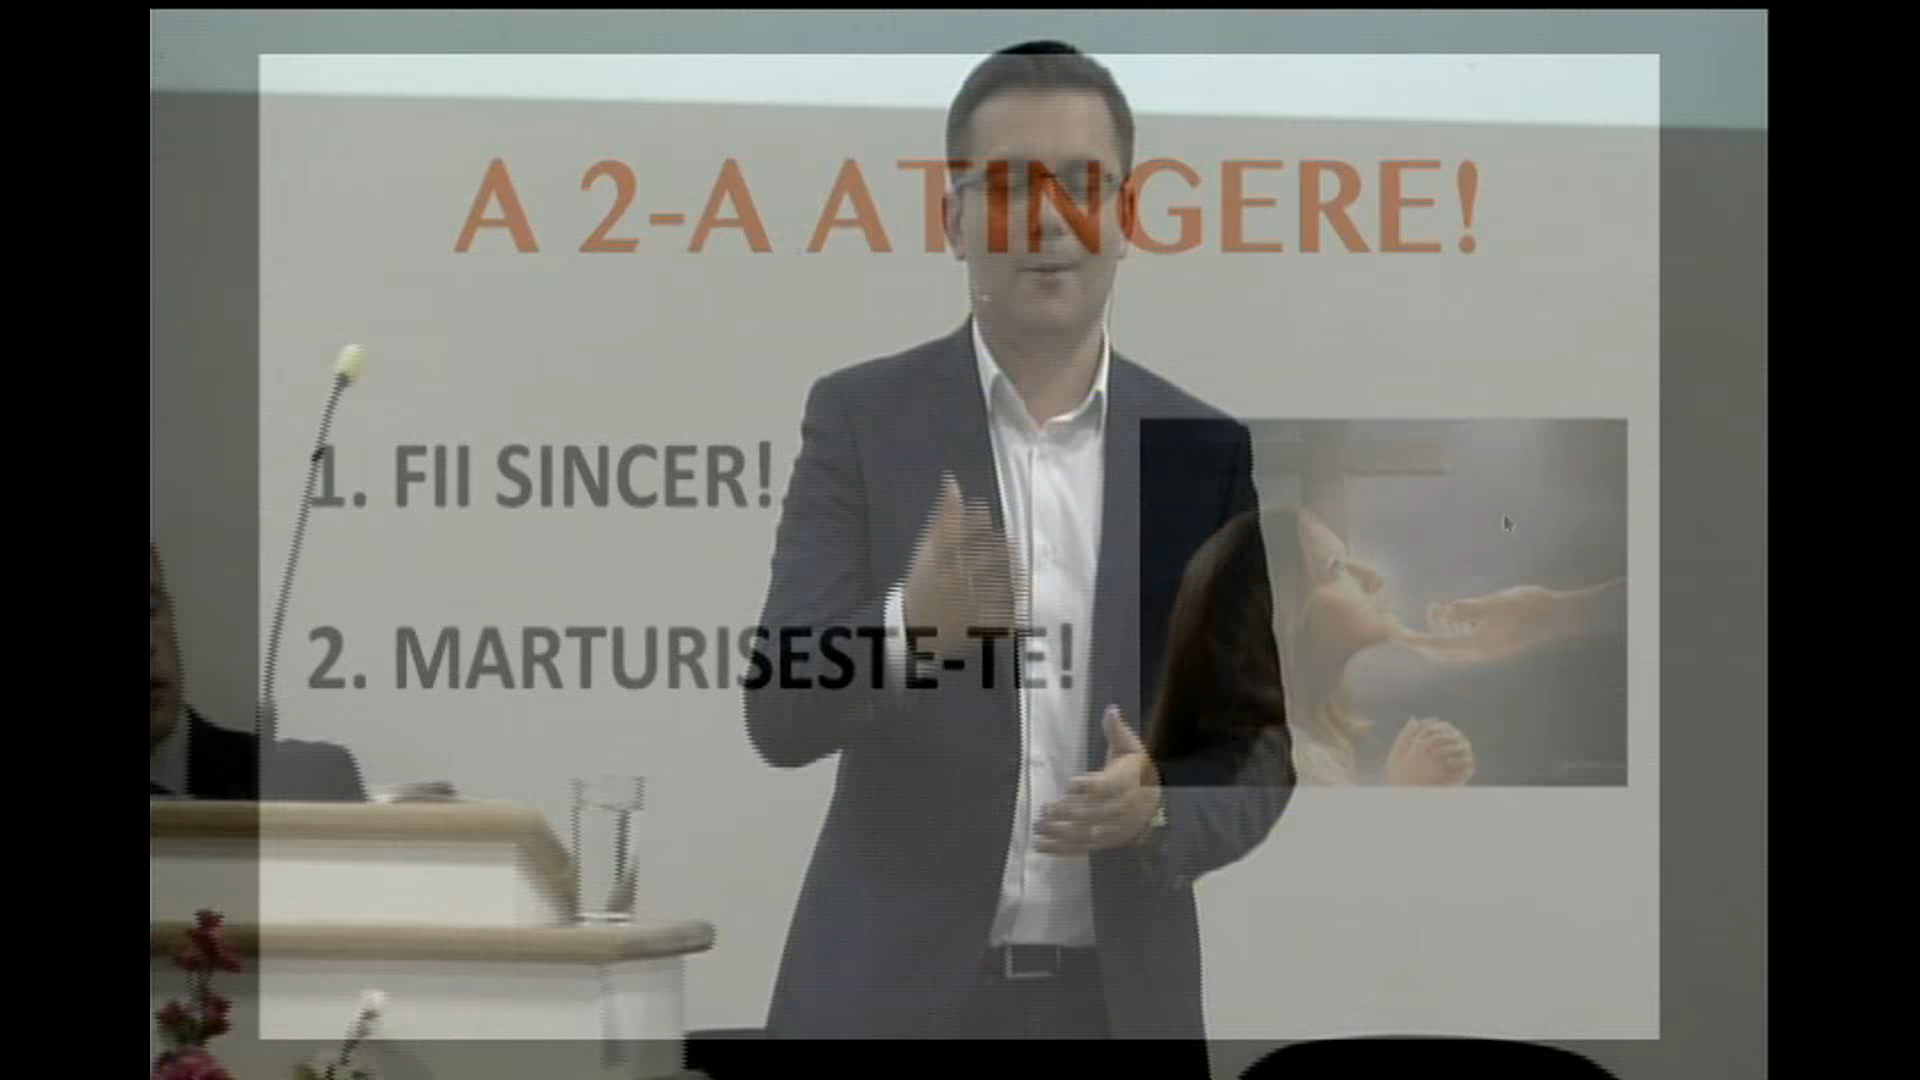 A 2-A ATINGERE!
1. FII SINCER!
2. MARTURISESTE-TE!